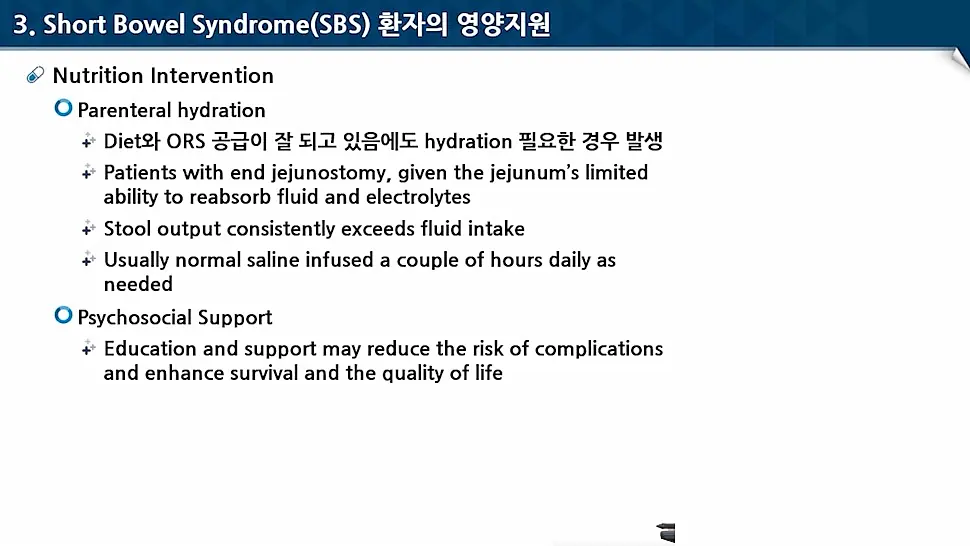 3. Short Bowel Syndrome(SBS) 환자의 영양지원
Nutrition Intervention
Parenteral hydration
Diet와 ORS 공급이 잘 되고 있음에도 hydration 필요한 경우 발생
Patients with end jejunostomy, given the jejunum's limited
ability to reabsorb fluid and electrolytes
Stool output consistently exceeds fluid intake
Usually normal saline infused a couple of hours daily as
needed
Psychosocial Support
Education and support may reduce the risk of complications
and enhance survival and the quality of life